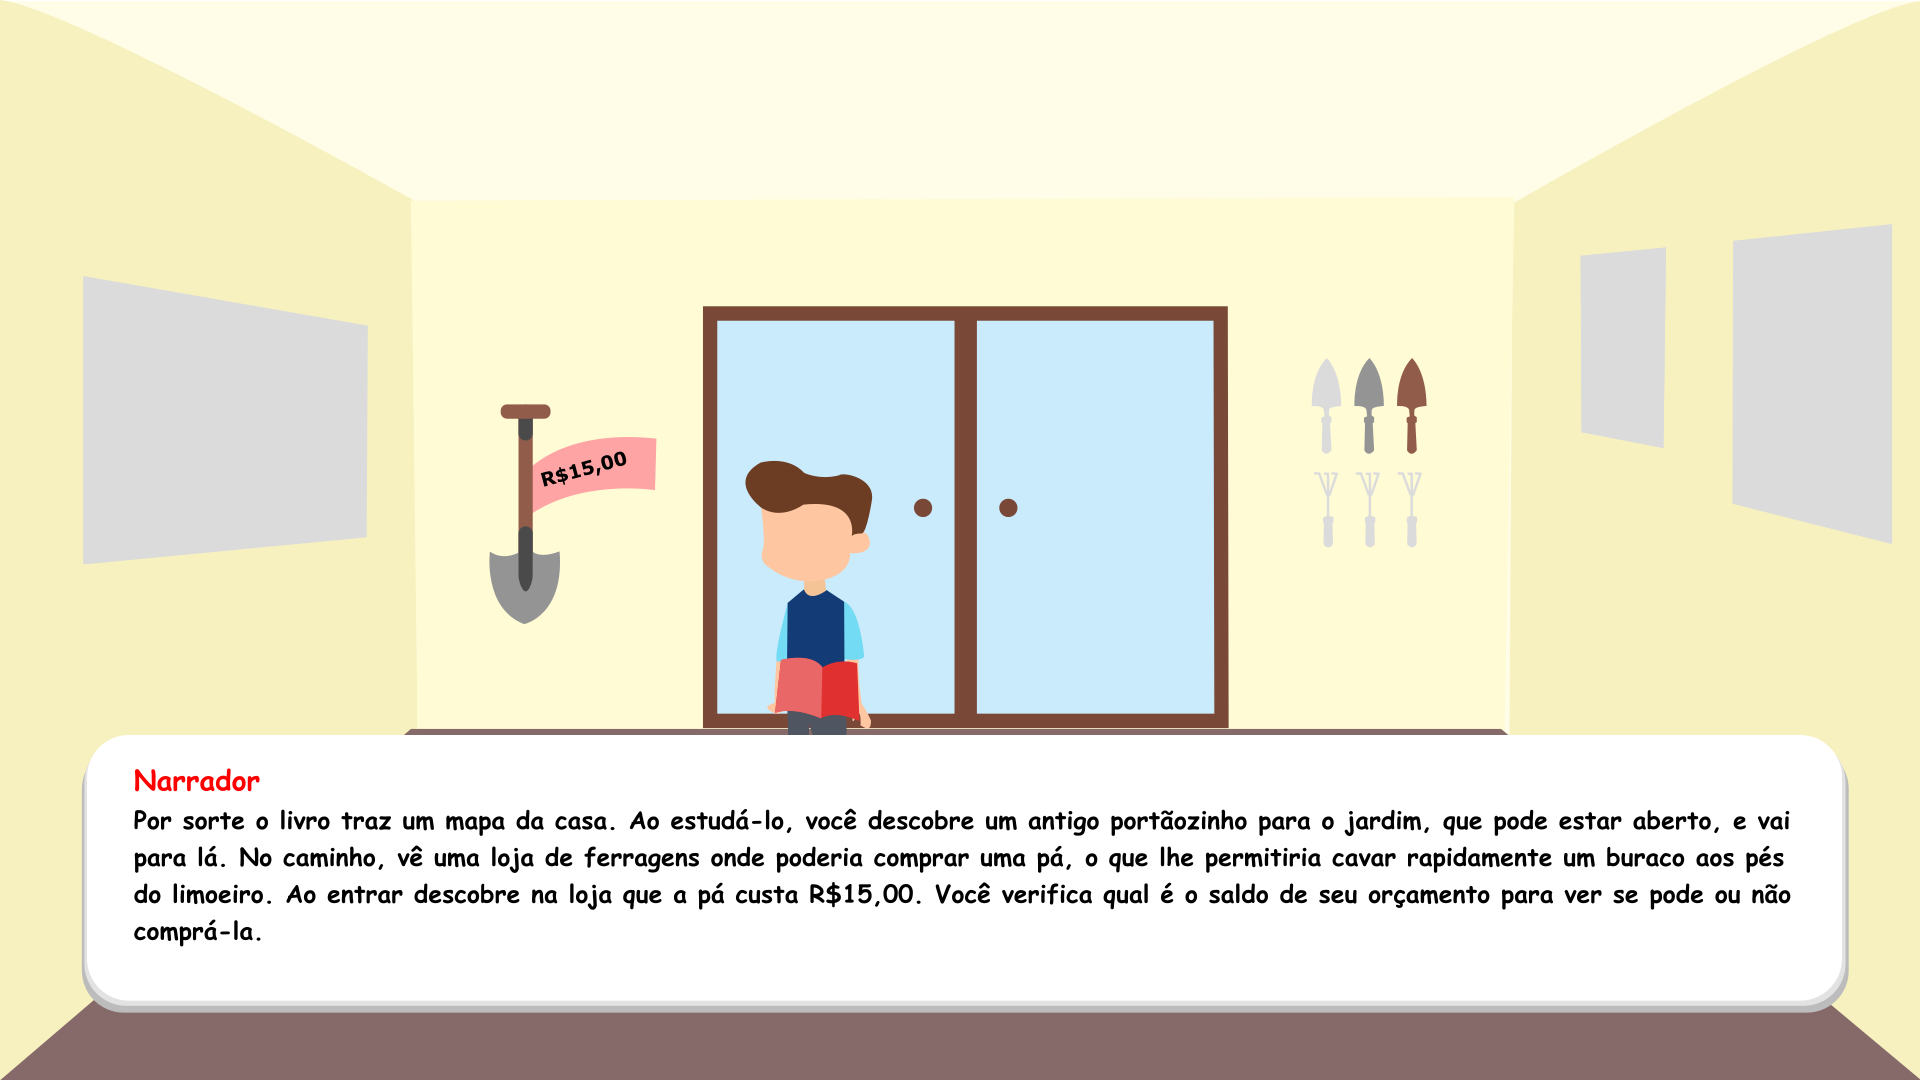 R$15,00
Narrador
Por sorte o livro traz um mapa da casa. Ao estudá-lo, você descobre um antigo portãozinho para o jardim, que pode estar aberto, e vai
para lá. No caminho, vê uma loja de ferragens onde poderia comprar uma pá, o que lhe permitiria cavar rapidamente um buraco aos pés
do limoeiro. Ao entrar descobre na loja que a pá custa R$15,00. Você verifica qual é o saldo de seu orçamento para ver se pode ou não
comprá-la.